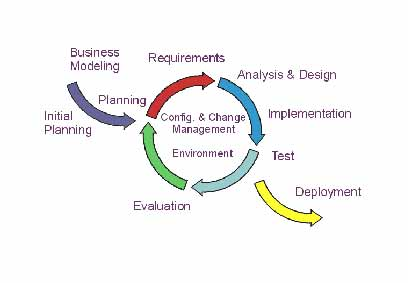 Business
Modeling
Requirements
Analysis & Design
Planning
Initial
Planning
Config. & Change
Management
Implementation
Environment
Test
Deployment
Evaluation